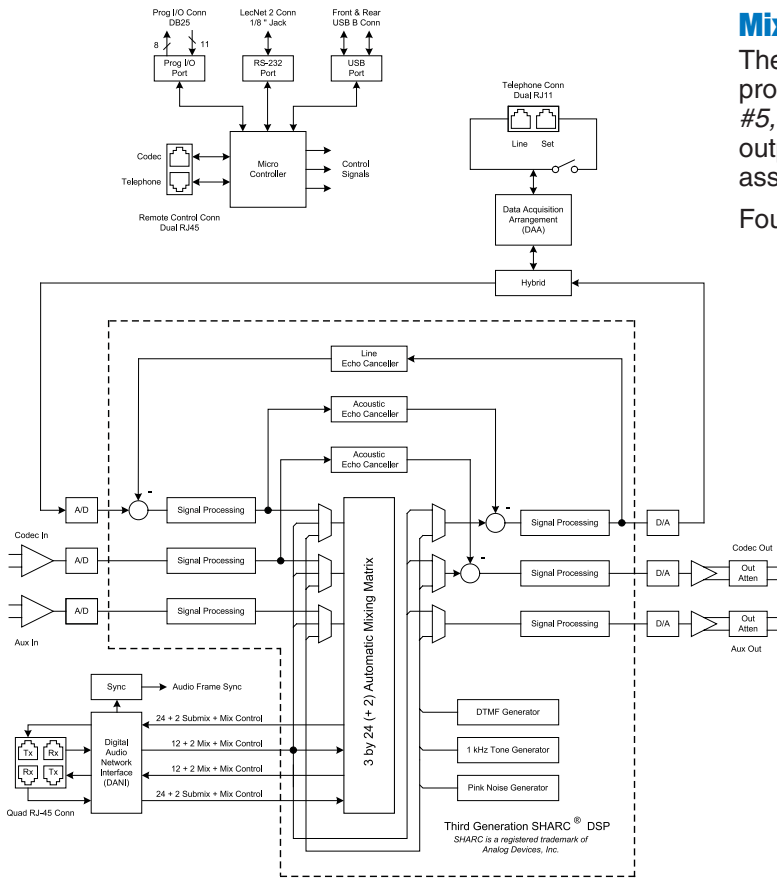 Prog I/O Conn
DB25
8
11
LecNet 2 Conn
1/8 " Jack
Front & Rear
USB B Conn
Prog I/O
Port
RS-232
Port
USB
Port
Codec
Telephone
Micro
Controller
Control
Signals
Remote Control Conn
Dual RJ45
Telephone Conn
Dual RJ11
Line
Set
Data Acquisition
Arrangement
(DAA)
Hybrid
Line
Echo Canceller
Acoustic
Echo Canceller
Acoustic
Echo Canceller
-
-
-
A/D
Signal Processing
Signal Processing
D/A
Codec In
A/D
Signal Processing
Signal Processing
D/A
Codec Out
Out
Atten
A/D
Signal Processing
Signal Processing
D/A
Out
Atten
Aux In
Aux Out
3 by 24 (+ 2) Automatic Mixing Matrix
Sync
Audio Frame Sync
Tx
Rx
Rx
Tx
Quad RJ-45 Conn
Digital
Audio
Network
Interface
(DANI)
24 + 2 Submix + Mix Control
12 + 2 Mix + Mix Control
12 + 2 Mix + Mix Control
24 + 2 Submix + Mix Control
DTMF Generator
1 kHz Tone Generator
Pink Noise Generator
Third Generation SHARC ® DSP
SHARC is a registered trademark of
Analog Devices, Inc.
Mix
The
pro
#5,
out
ass
Fou